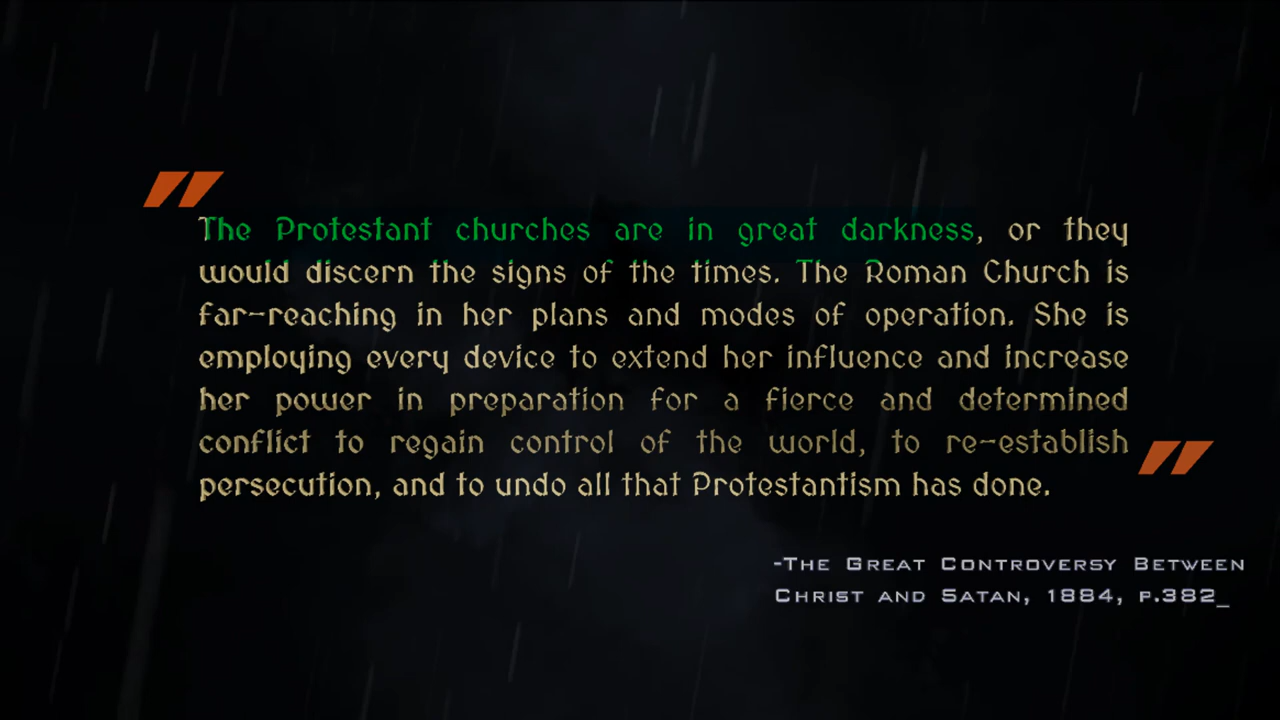 "The Protestant churches are in great darkness, or they
would discern the signs of the times. The Roman Church is
far-reaching in her plans and modes of operation. She is
employing every device to extend her influence and increase
her power in preparation for a fierce and determined
conflict to regain control of the world, to re-establish
persecution, and to undo all that Protestantism has done."
-The Great Controversy Between
Christ and Satan, 1884, p.382_